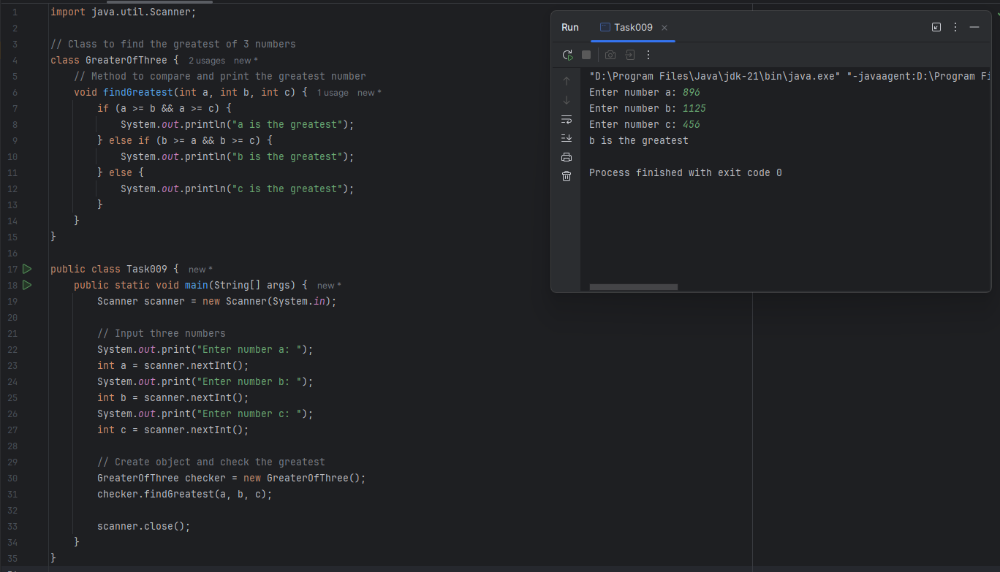 1 import java.util.Scanner;
2
3 // Class to find the greatest of 3 numbers
4 class GreaterOfThree { 2 usages new *
5 // Method to compare and print the greatest number
6 void findGreatest(int a, int b, int c) { 1 usage new *
7 if (a >= b && a >= c) {
8 System.out.println("a is the greatest");
9 } else if (b >= a && b >= c) {
10 System.out.println("b is the greatest");
11 } else {
12 System.out.println("c is the greatest");
13 }
14 }
15 }
16
17 public class Task009 { new *
18 public static void main(String[] args) { new *
19 Scanner scanner = new Scanner(System.in);
20
21 // Input three numbers
22 System.out.print("Enter number a: ");
23 int a = scanner.nextInt();
24 System.out.print("Enter number b: ");
25 int b = scanner.nextInt();
26 System.out.print("Enter number c: ");
27 int c = scanner.nextInt();
28
29 // Create object and check the greatest
30 GreaterOfThree checker = new GreaterOfThree();
31 checker.findGreatest(a, b, c);
32
33 scanner.close();
34 }
35 }
Run Task009
"D:\Program Files\Java\jdk-21\bin\java.exe" "-javaagent:D:\Program Fi
Enter number a: 896
Enter number b: 1125
Enter number c: 456
b is the greatest
Process finished with exit code 0